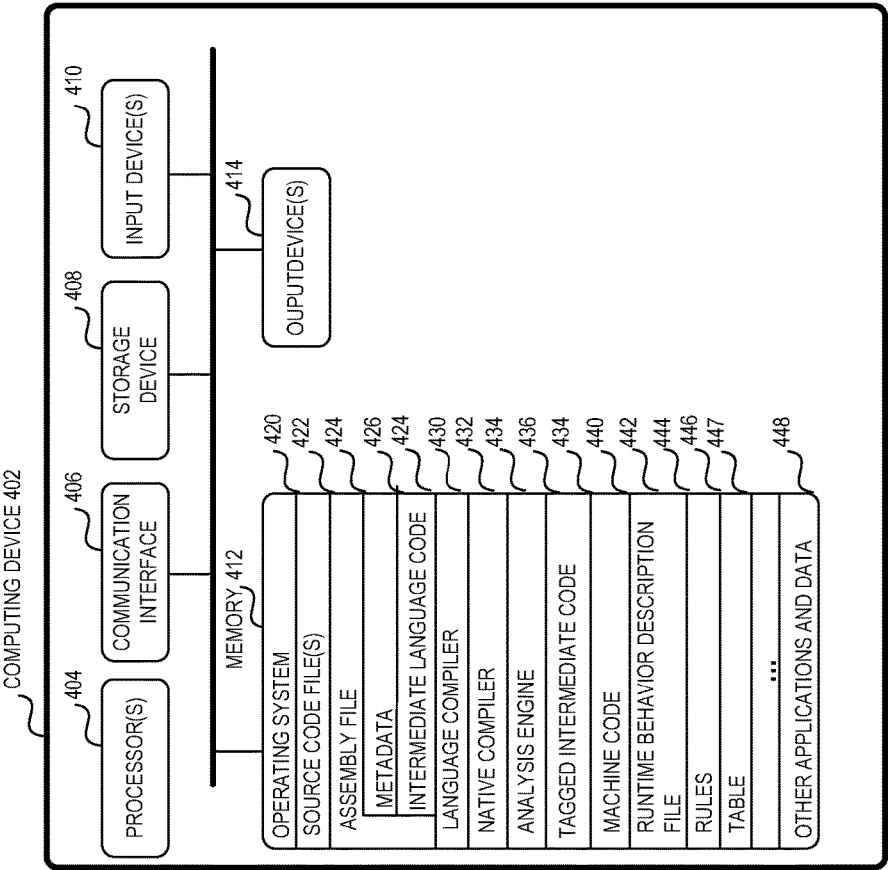 COMPUTING DEVICE 402
404
PROCESSOR(S)
406
COMMUNICATION
INTERFACE
408
STORAGE
DEVICE
410
INPUT DEVICE(S)
MEMORY 412
414
OUPUTDEVICE(S)
OPERATING SYSTEM
420
SOURCE CODE FILE(S)
422
ASSEMBLY FILE
424
METADATA
426
INTERMEDIATE LANGUAGE CODE
424
LANGUAGE COMPILER
430
NATIVE COMPILER
432
ANALYSIS ENGINE
434
436
TAGGED INTERMEDIATE CODE
434
MACHINE CODE
440
RUNTIME BEHAVIOR DESCRIPTION
FILE
442
444
RULES
446
TABLE
447
...
OTHER APPLICATIONS AND DATA
448